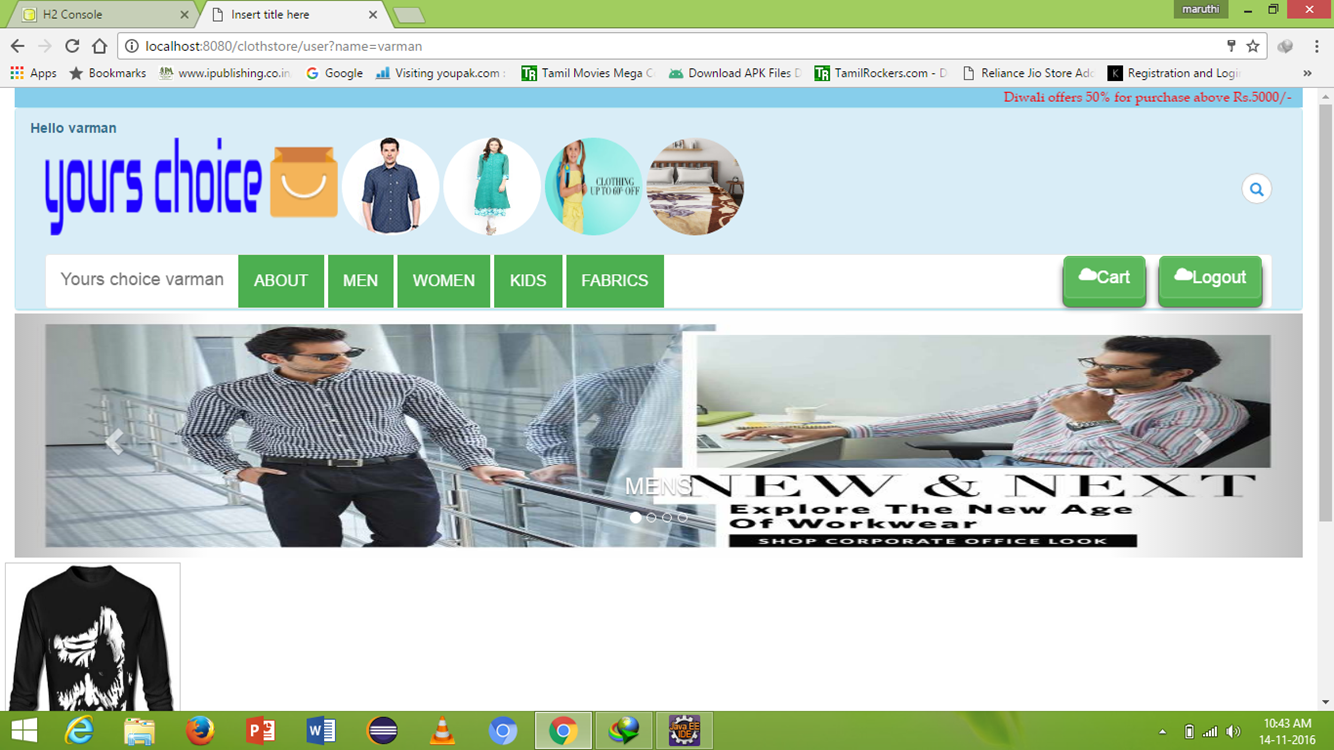 maruthi
H2 Console
Insert title here
localhost:8080/clothstore/user?name=varman
Apps
Bookmarks
www.ipublishing.co.in
Google
Visiting youpak.com
Tamil Movies Mega C
Download APK Files
TamilRockers.com - D
Reliance Jio Store Add
Registration and Login
»
Diwali offers 50% for purchase above Rs.5000/-
Hello varman
yours choice
CLOTHING
UP TO 60% OFF
Yours choice varman
ABOUT
MEN
WOMEN
KIDS
FABRICS
Cart
Logout
MENS
NEW & NEXT
Explore The New Age
Of Workwear
SHOP CORPORATE OFFICE LOOK
Java EE
IDE
10:43 AM
14-11-2016